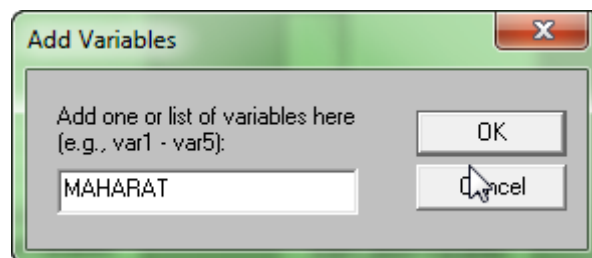 Add Variables
Add one or list of variables here
(e.g., var1 - var5):
OK
MAHARAT
Cancel